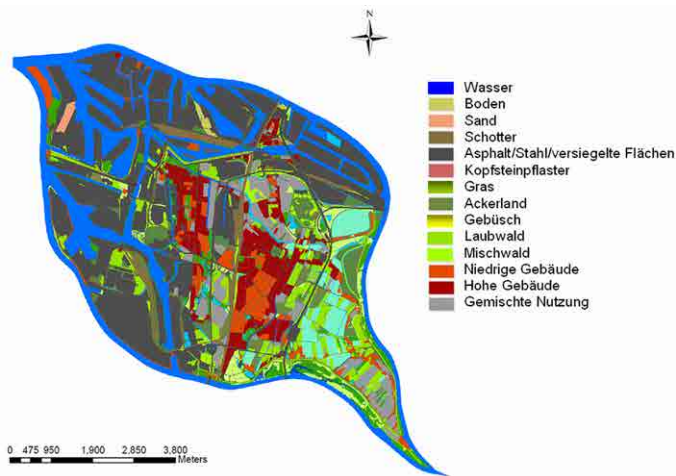 N
Wasser
Boden
Sand
Schotter
Asphalt/Stahl/versiegelte Flächen
Kopfsteinpflaster
Gras
Ackerland
Gebüsch
Laubwald
Mischwald
Niedrige Gebäude
Hohe Gebäude
Gemischte Nutzung
0 475 950 1,900 2,850 3,800
Meters